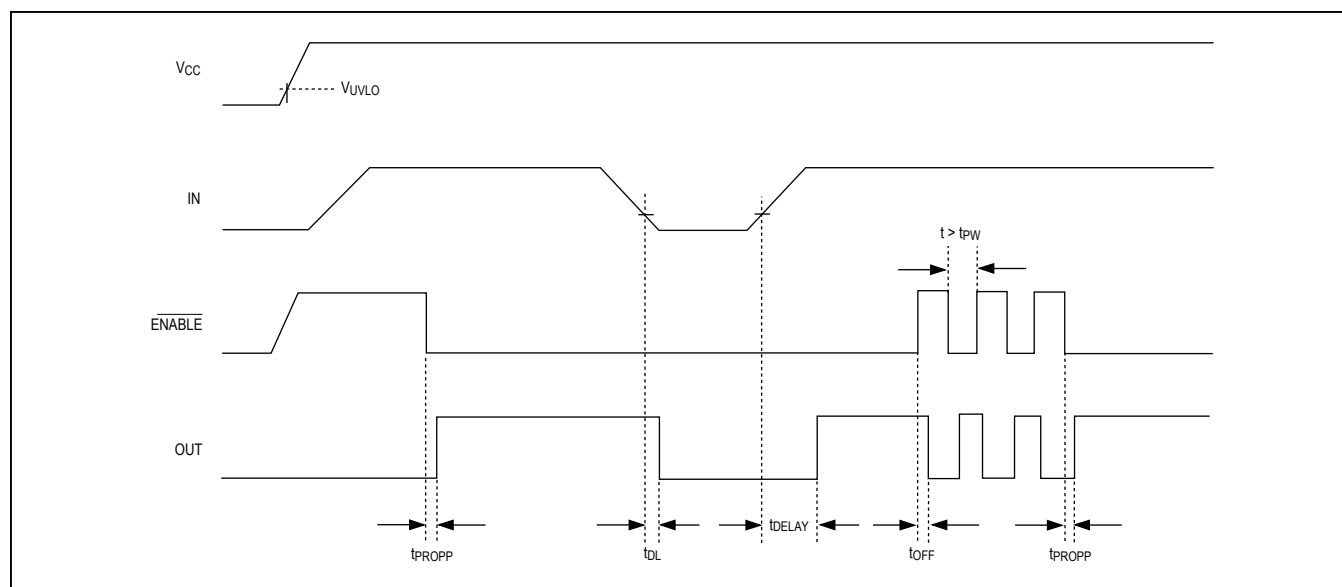 VCC
VUVLO
IN
t > tPW
ENABLE
OUT
tPROPP
tDL
tDELAY
tOFF
tPROPP